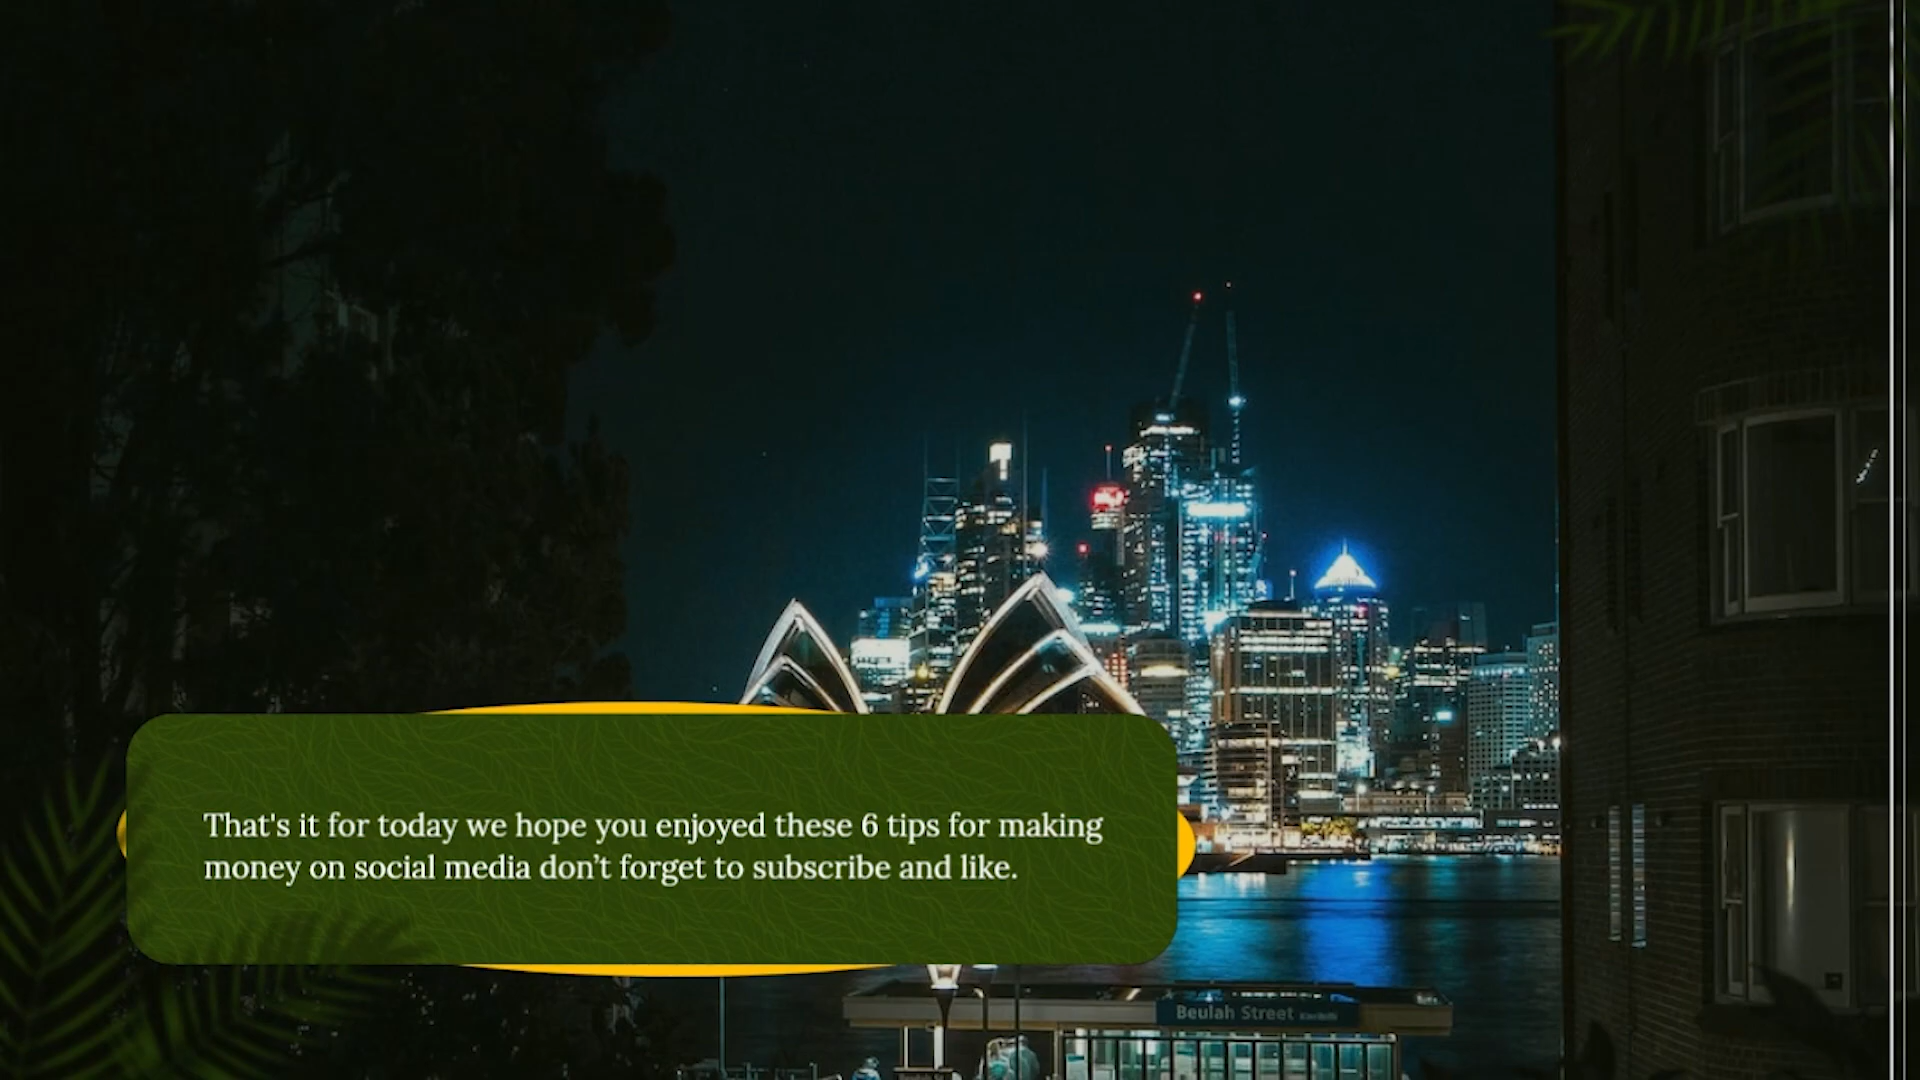 That's it for today we hope you enjoyed these 6 tips for making
money on social media don’t forget to subscribe and like.
Beulah Street Kirribilli